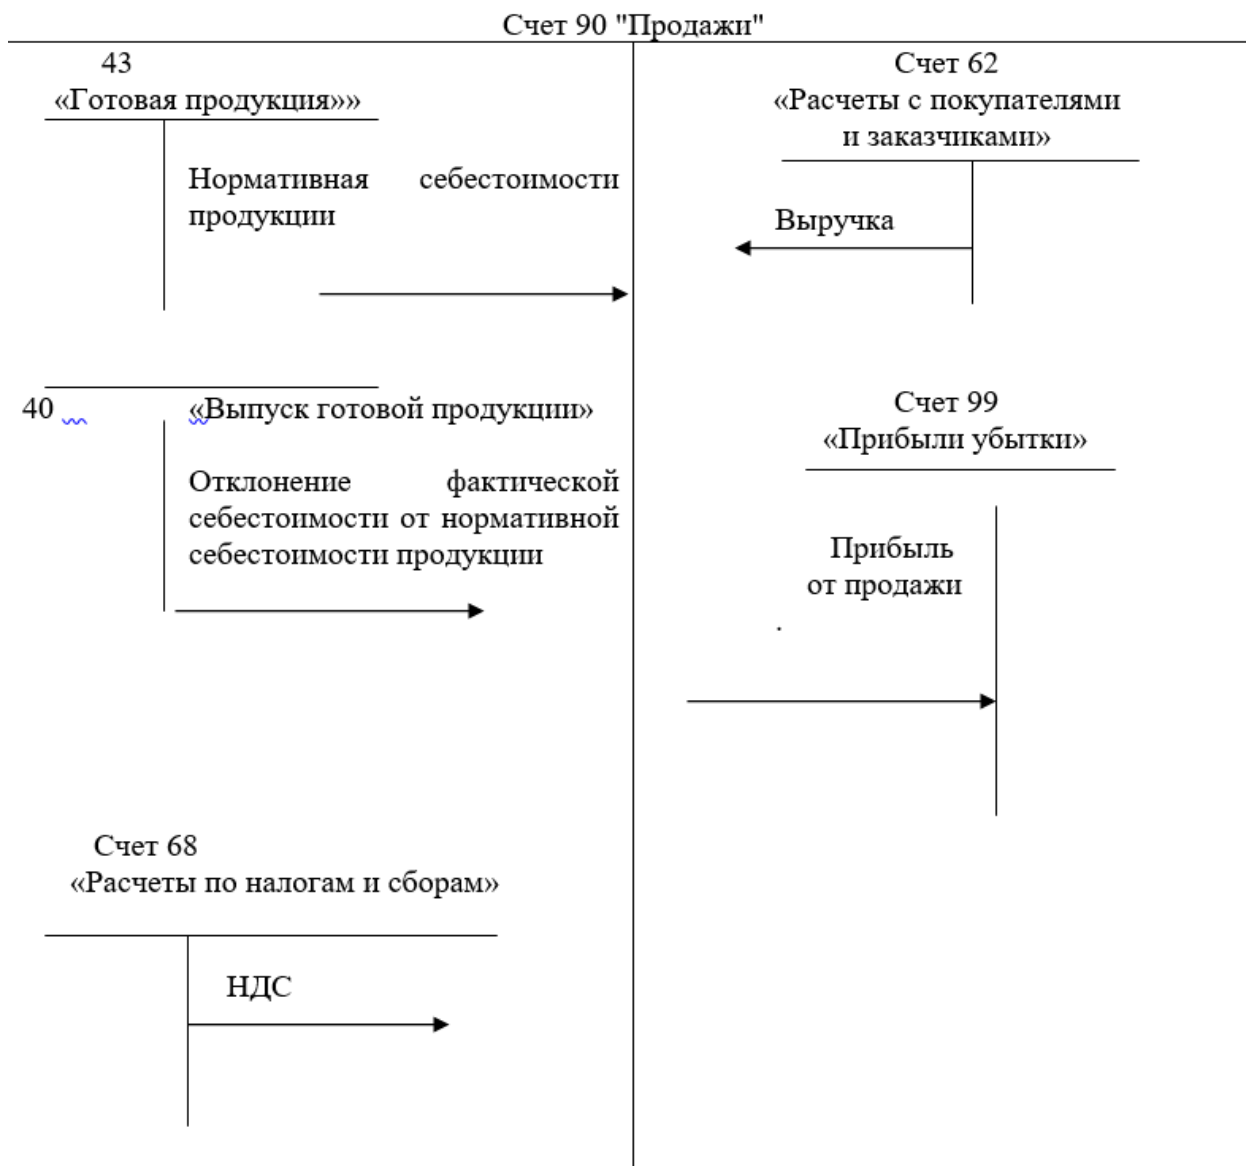 Счет 90 "Продажи"
43
«Готовая продукция»»
Нормативная себестоимости
продукции
40
«Выпуск готовой продукции»
Отклонение фактической
себестоимости от нормативной
себестоимости продукции
Счет 68
«Расчеты по налогам и сборам»
НДС
Счет 62
«Расчеты с покупателями
и заказчиками»
Выручка
Счет 99
«Прибыли убытки»
Прибыль
от продажи
.